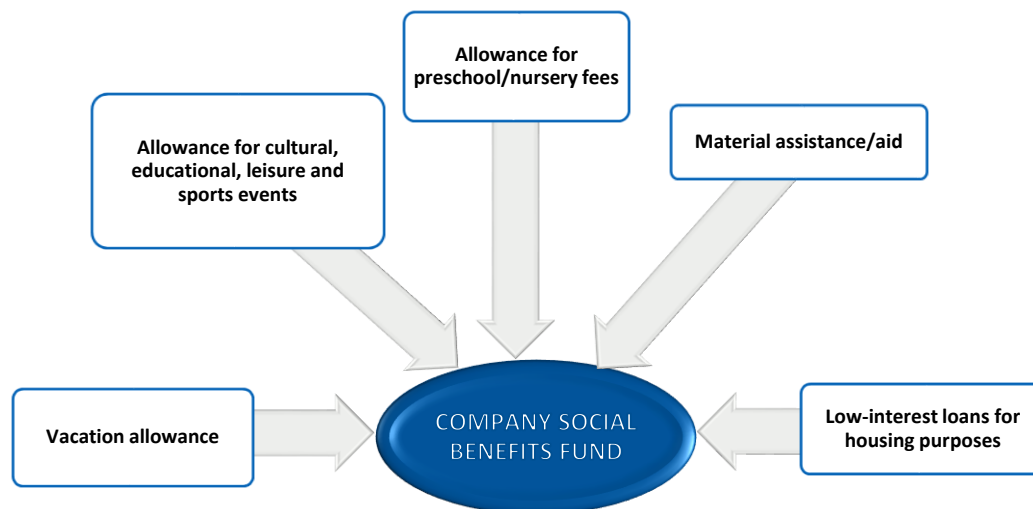 Allowance for
preschool/nursery fees
Allowance for cultural,
educational, leisure and
sports events
Material assistance/aid
Vacation allowance
COMPANY SOCIAL
BENEFITS FUND
Low-interest loans for
housing purposes